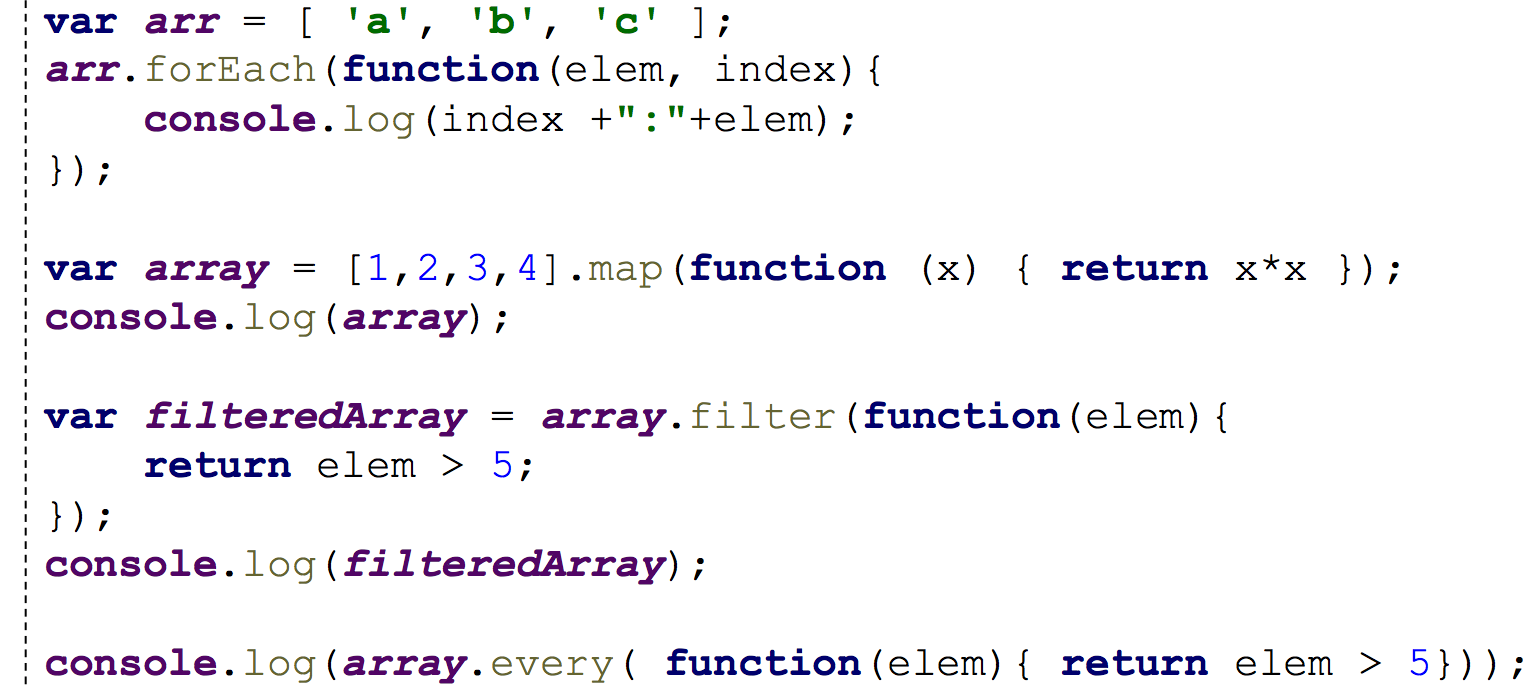 var arr = [ 'a', 'b', 'c' ];
arr.forEach(function(elem, index){
    console.log(index +":"+elem);
});

var array = [1,2,3,4].map(function (x) { return x*x });
console.log(array);

var filteredArray = array.filter(function(elem){
    return elem > 5;
});
console.log(filteredArray);

console.log(array.every( function(elem){ return elem > 5}));